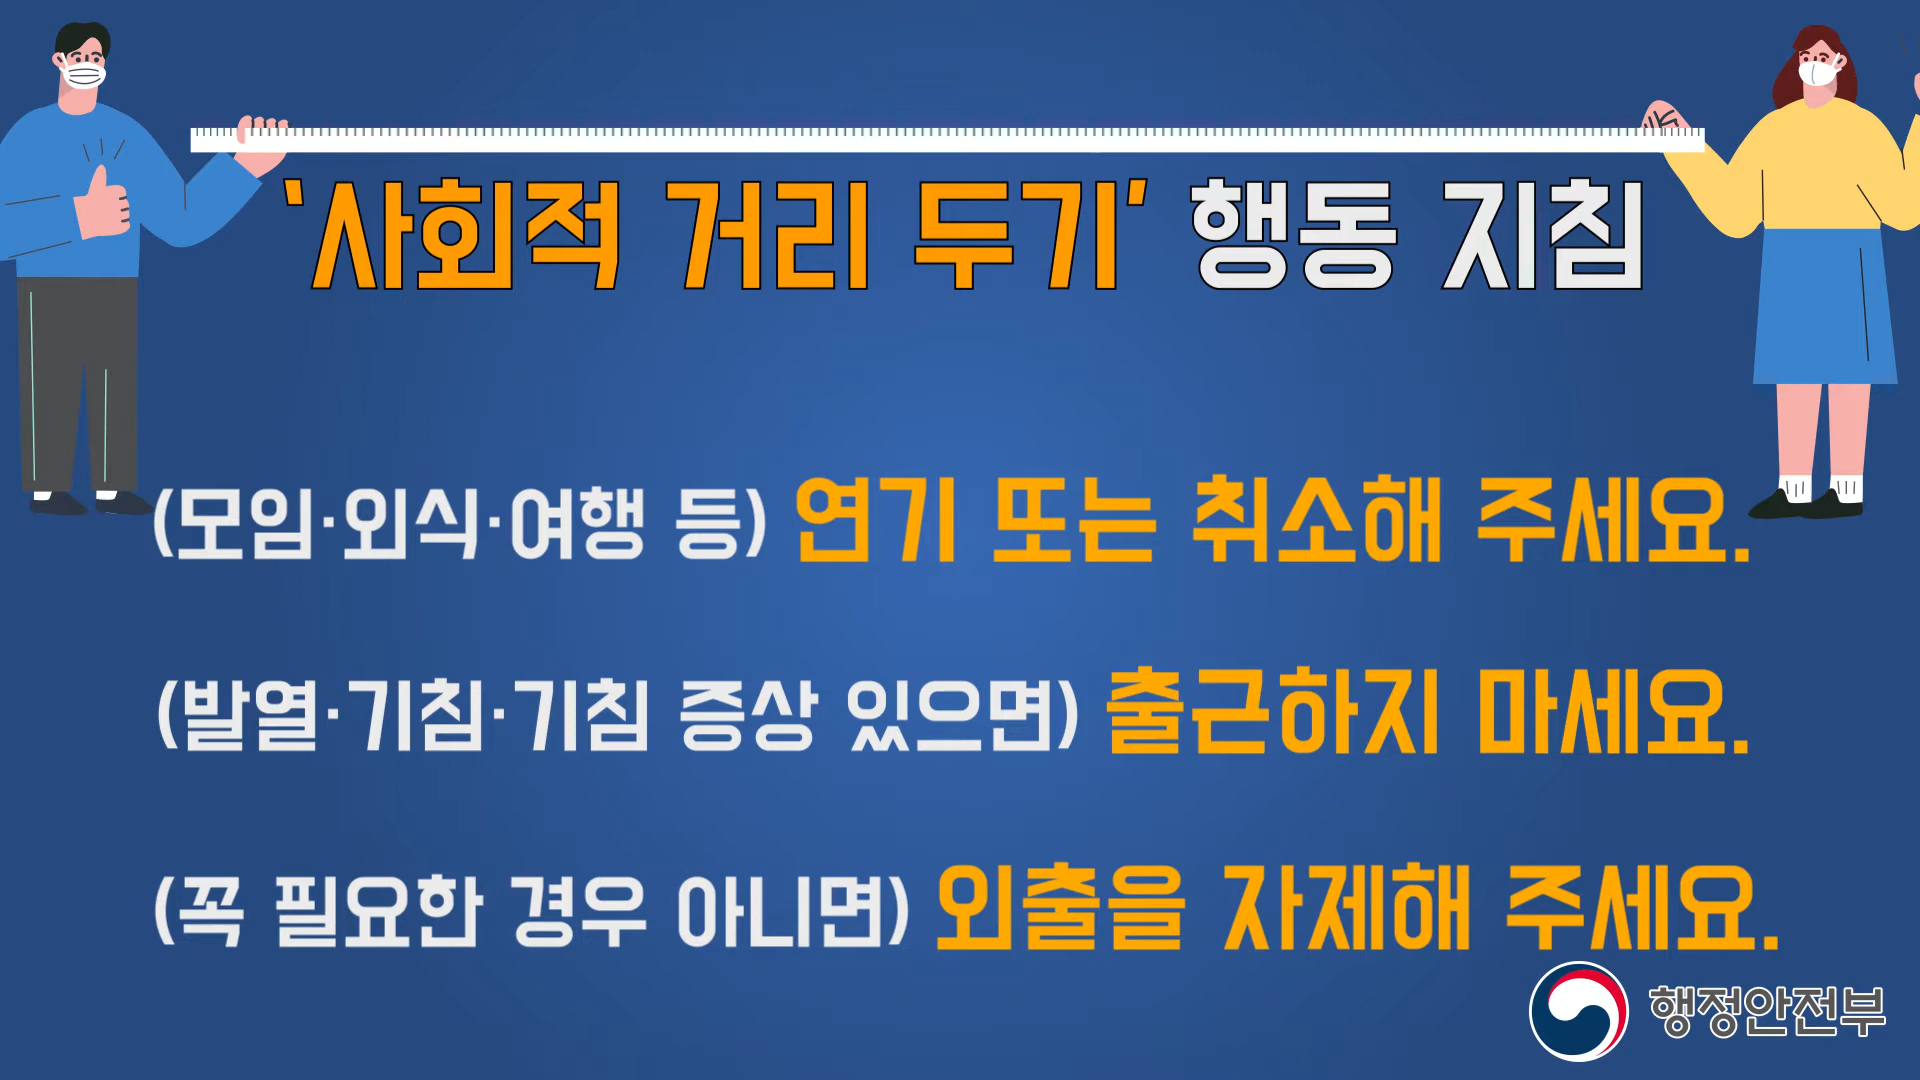 '사회적 거리 두기' 행동 지침
(모임·외식·여행 등) 연기 또는 취소해 주세요.
(발열·기침·기침 증상 있으면) 출근하지 마세요.
(꼭 필요한 경우 아니면) 외출을 자제해 주세요.
행정안전부